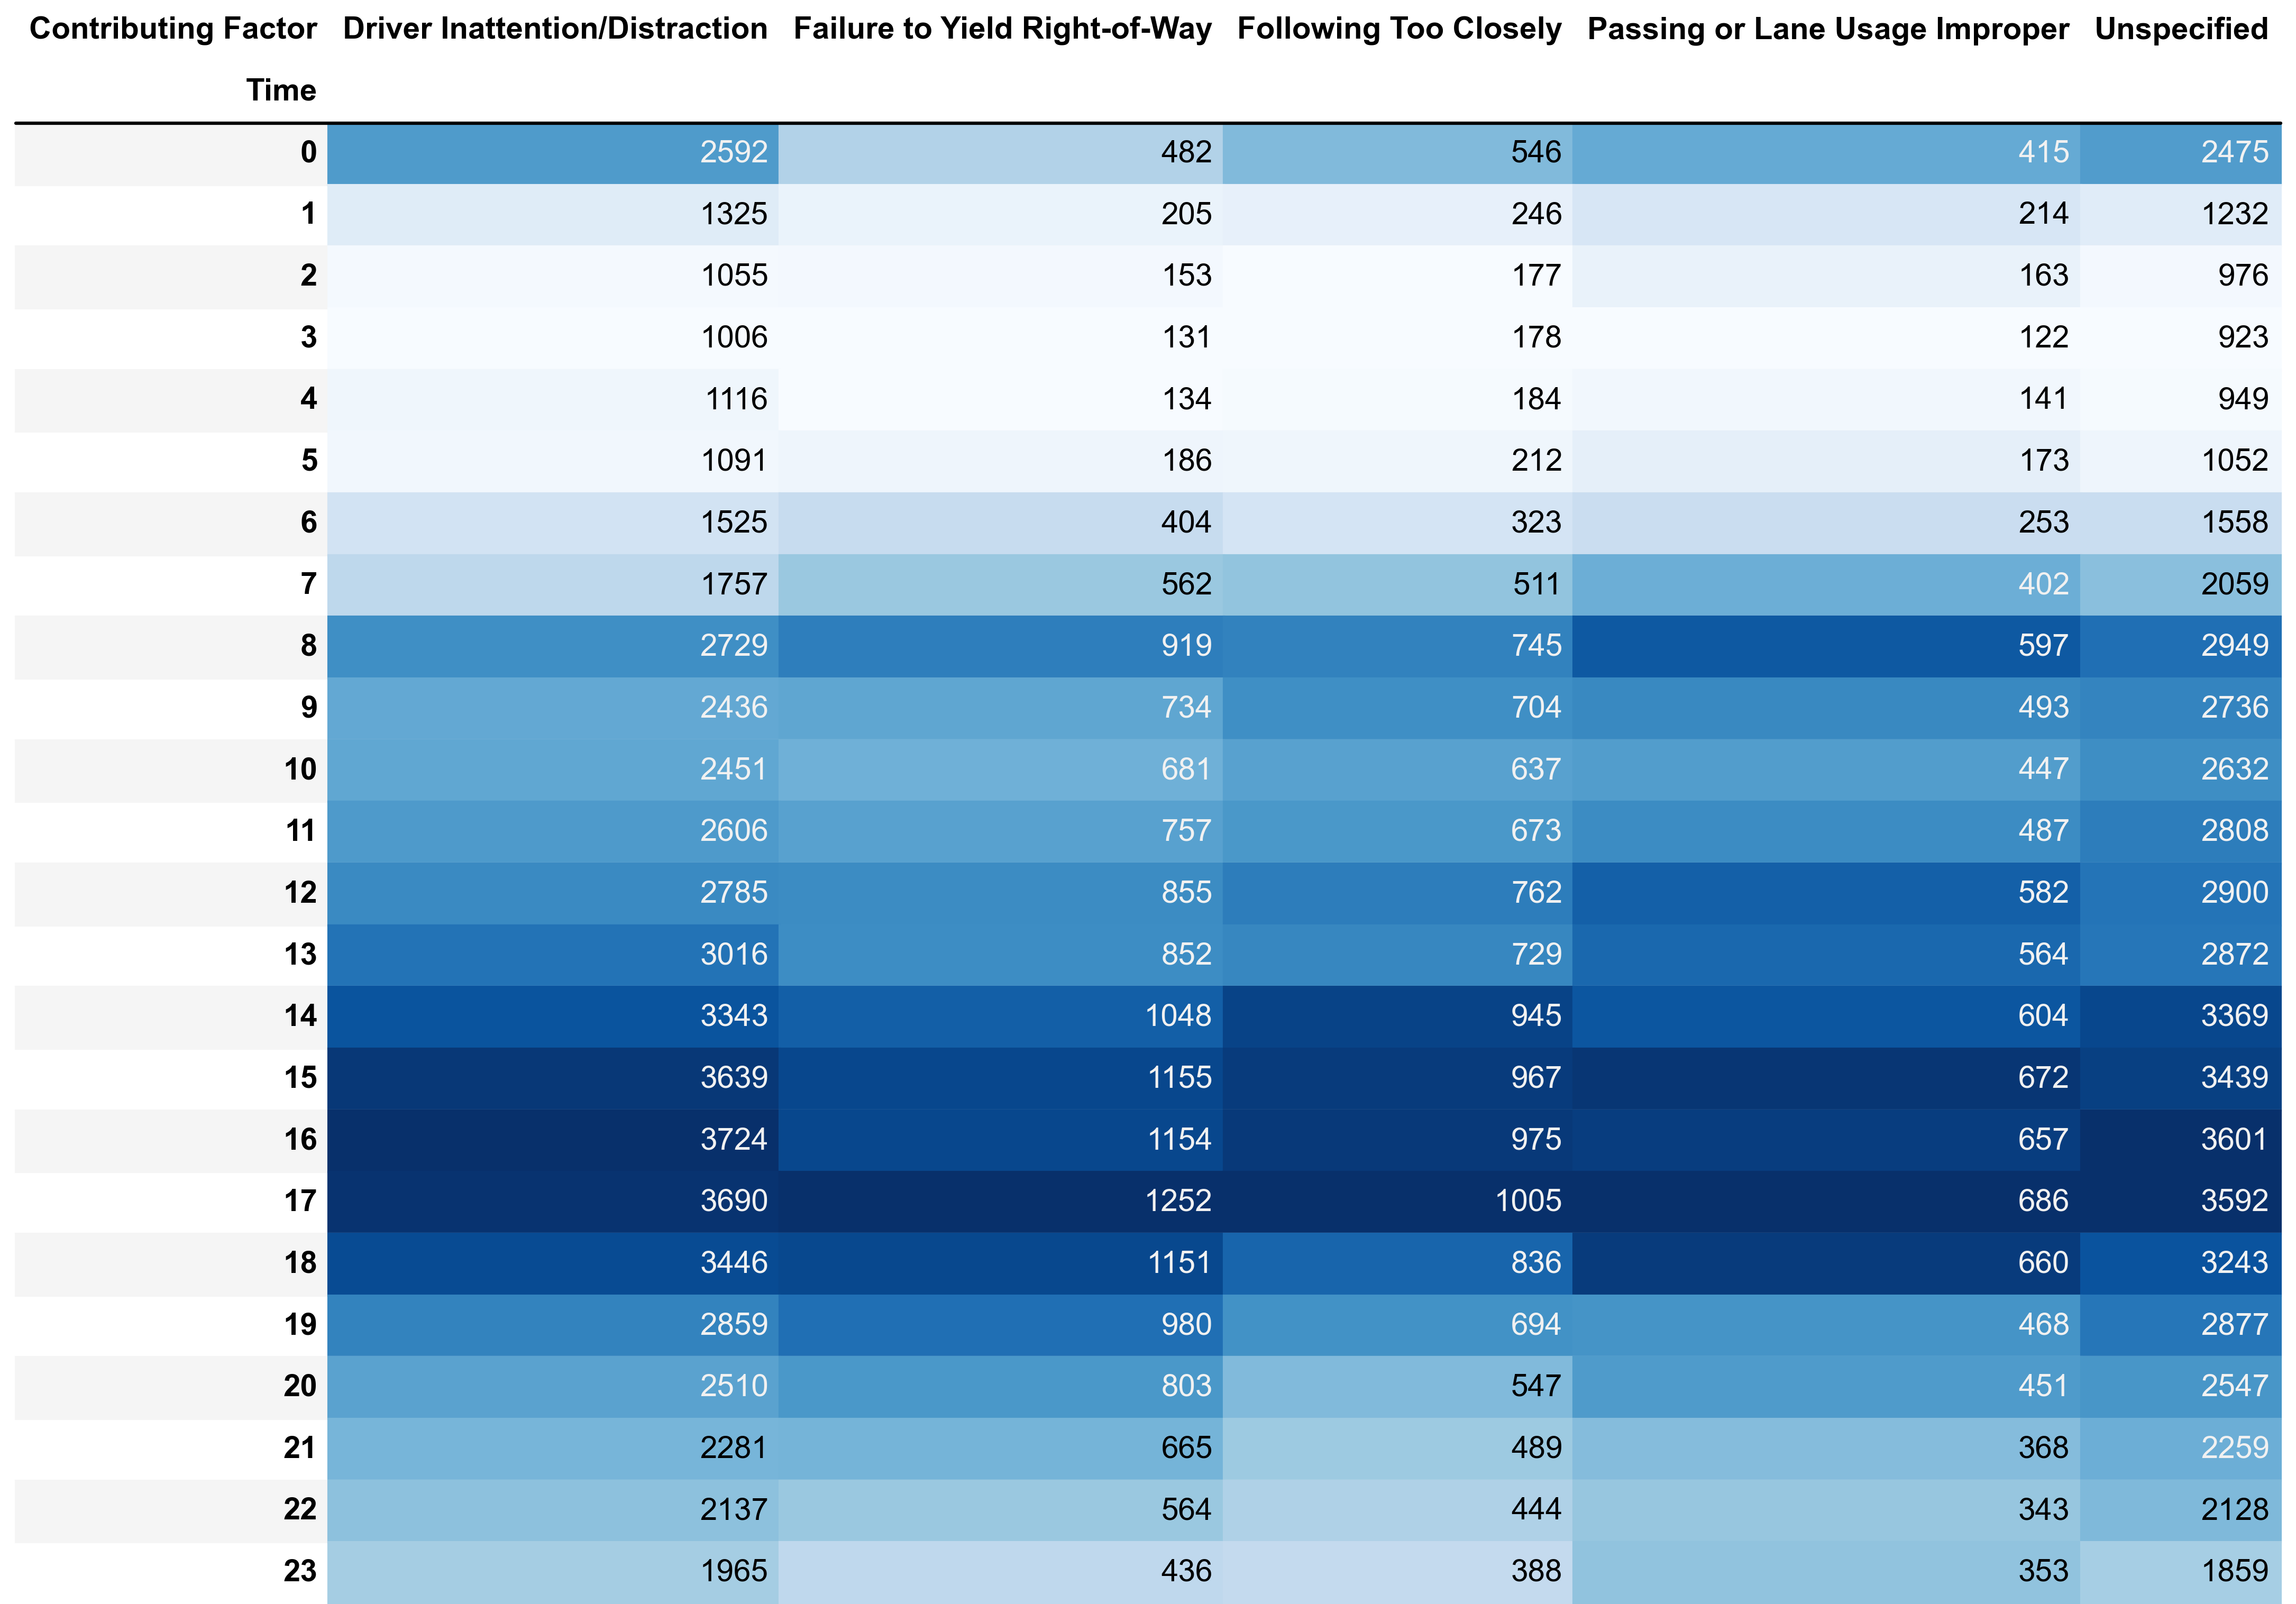 Contributing Factor Driver Inattention/Distraction Failure to Yield Right-of-Way Following Too Closely Passing or Lane Usage Improper Unspecified
Time
0 2592 482 546 415 2475
1 1325 205 246 214 1232
2 1055 153 177 163 976
3 1006 131 178 122 923
4 1116 134 184 141 949
5 1091 186 212 173 1052
6 1525 404 323 253 1558
7 1757 562 511 402 2059
8 2729 919 745 597 2949
9 2436 734 704 493 2736
10 2451 681 637 447 2632
11 2606 757 673 487 2808
12 2785 855 762 582 2900
13 3016 852 729 564 2872
14 3343 1048 945 604 3369
15 3639 1155 967 672 3439
16 3724 1154 975 657 3601
17 3690 1252 1005 686 3592
18 3446 1151 836 660 3243
19 2859 980 694 468 2877
20 2510 803 547 451 2547
21 2281 665 489 368 2259
22 2137 564 444 343 2128
23 1965 436 388 353 1859